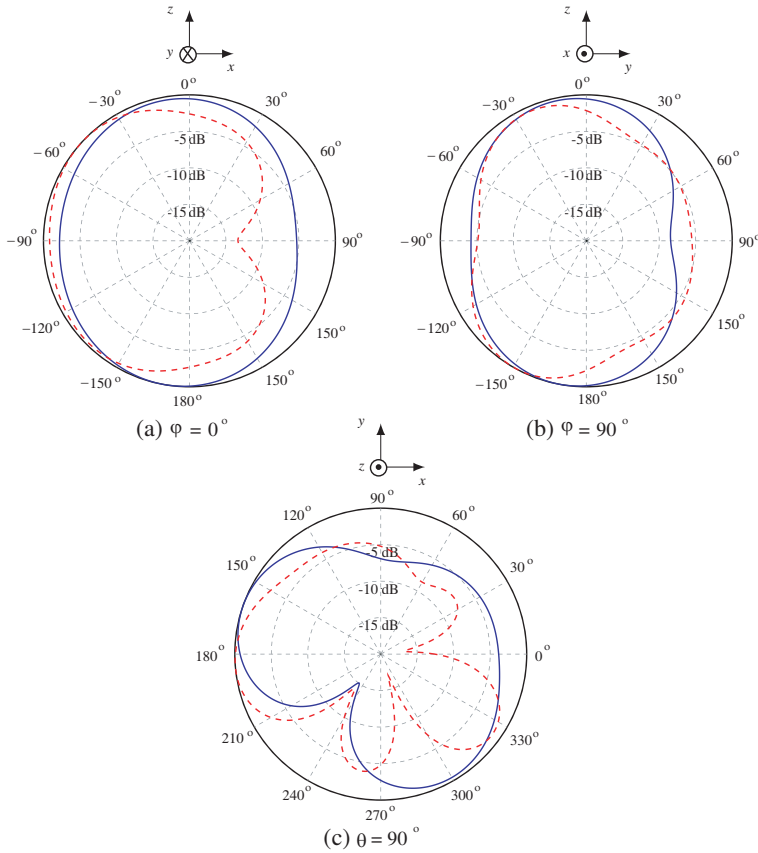 z
z
y
x
x
y
0°
−30°
30°
−60°
60°
−90°
90°
−120°
150°
−150°
150°
180°
-5 dB
-10 dB
-15 dB
0°
−30°
30°
−60°
60°
−90°
90°
−120°
150°
−150°
150°
180°
-5 dB
-10 dB
-15 dB
(a) φ = 0°
(b) φ = 90°
y
z
x
90°
120°
60°
150°
30°
180°
0°
210°
330°
240°
300°
270°
-5 dB
-10 dB
-15 dB
(c) θ = 90°